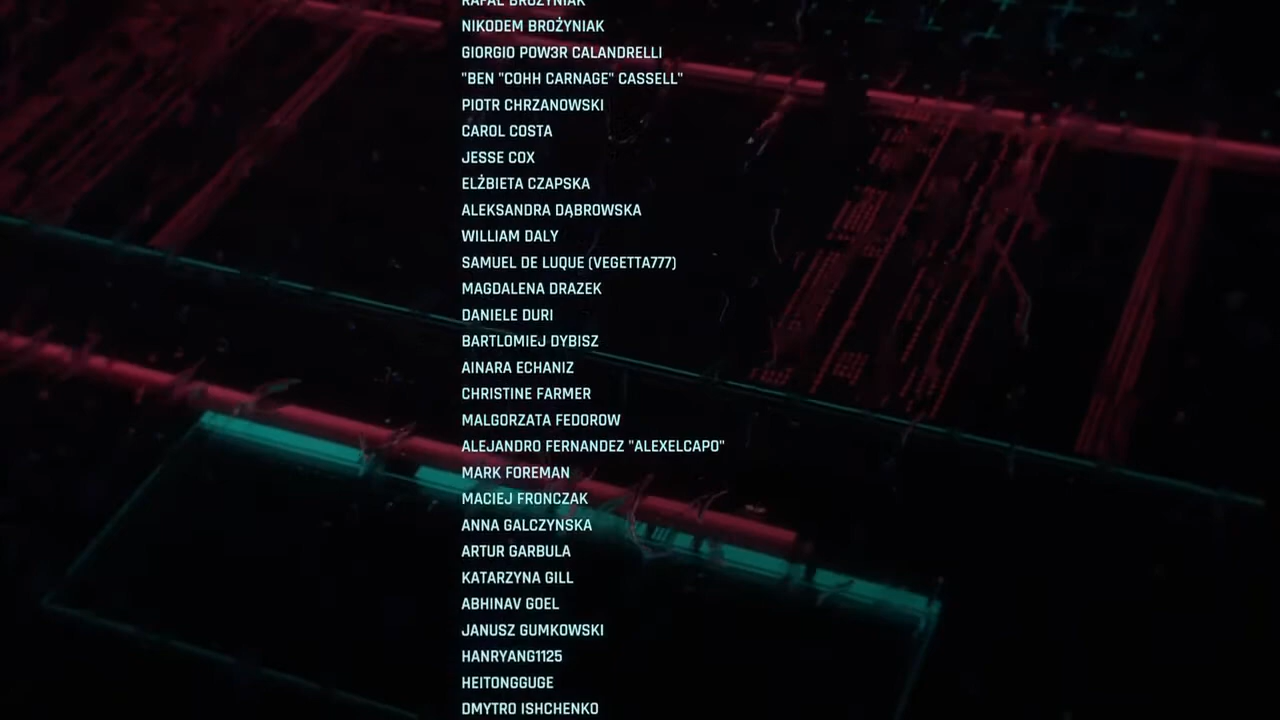 RAFAŁ BROŻYNIAK
NIKODEM BROŻYNIAK
GIORGIO POW3R CALANDRELLI
"BEN "COHH CARNAGE" CASSELL"
PIOTR CHRZANOWSKI
CAROL COSTA
JESSE COX
ELŻBIETA CZAPSKA
ALEKSANDRA DĄBROWSKA
WILLIAM DALY
SAMUEL DE LUQUE (VEGETTA777)
MAGDALENA DRAZEK
DANIELE DURI
BARTLOMIEJ DYBISZ
AINARA ECHANIZ
CHRISTINE FARMER
MALGORZATA FEDOROW
ALEJANDRO FERNANDEZ "ALEXELCAPO"
MARK FOREMAN
MACIEJ FRONCZAK
ANNA GALCZYNSKA
ARTUR GARBULA
KATARZYNA GILL
ABHINAV GOEL
JANUSZ GUMKOWSKI
HANRYANG1125
HEITONGGUGE
DMYTRO ISHCHENKO